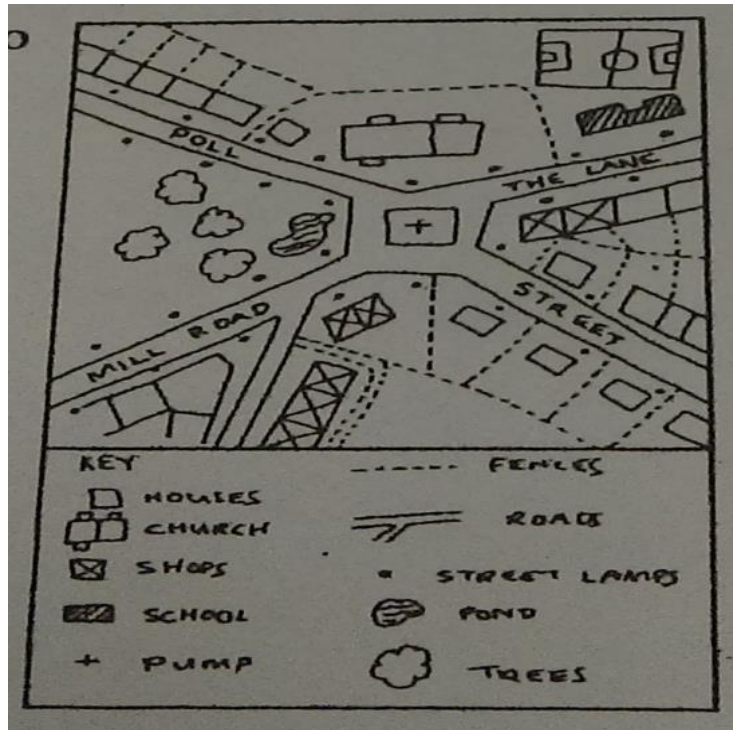 POLL
THE LANE
STREET
MILL ROAD
KEY
HOUSES
CHURCH
SHOPS
SCHOOL
+ PUMP
FENCES
ROADS
STREET LAMPS
POND
TREES